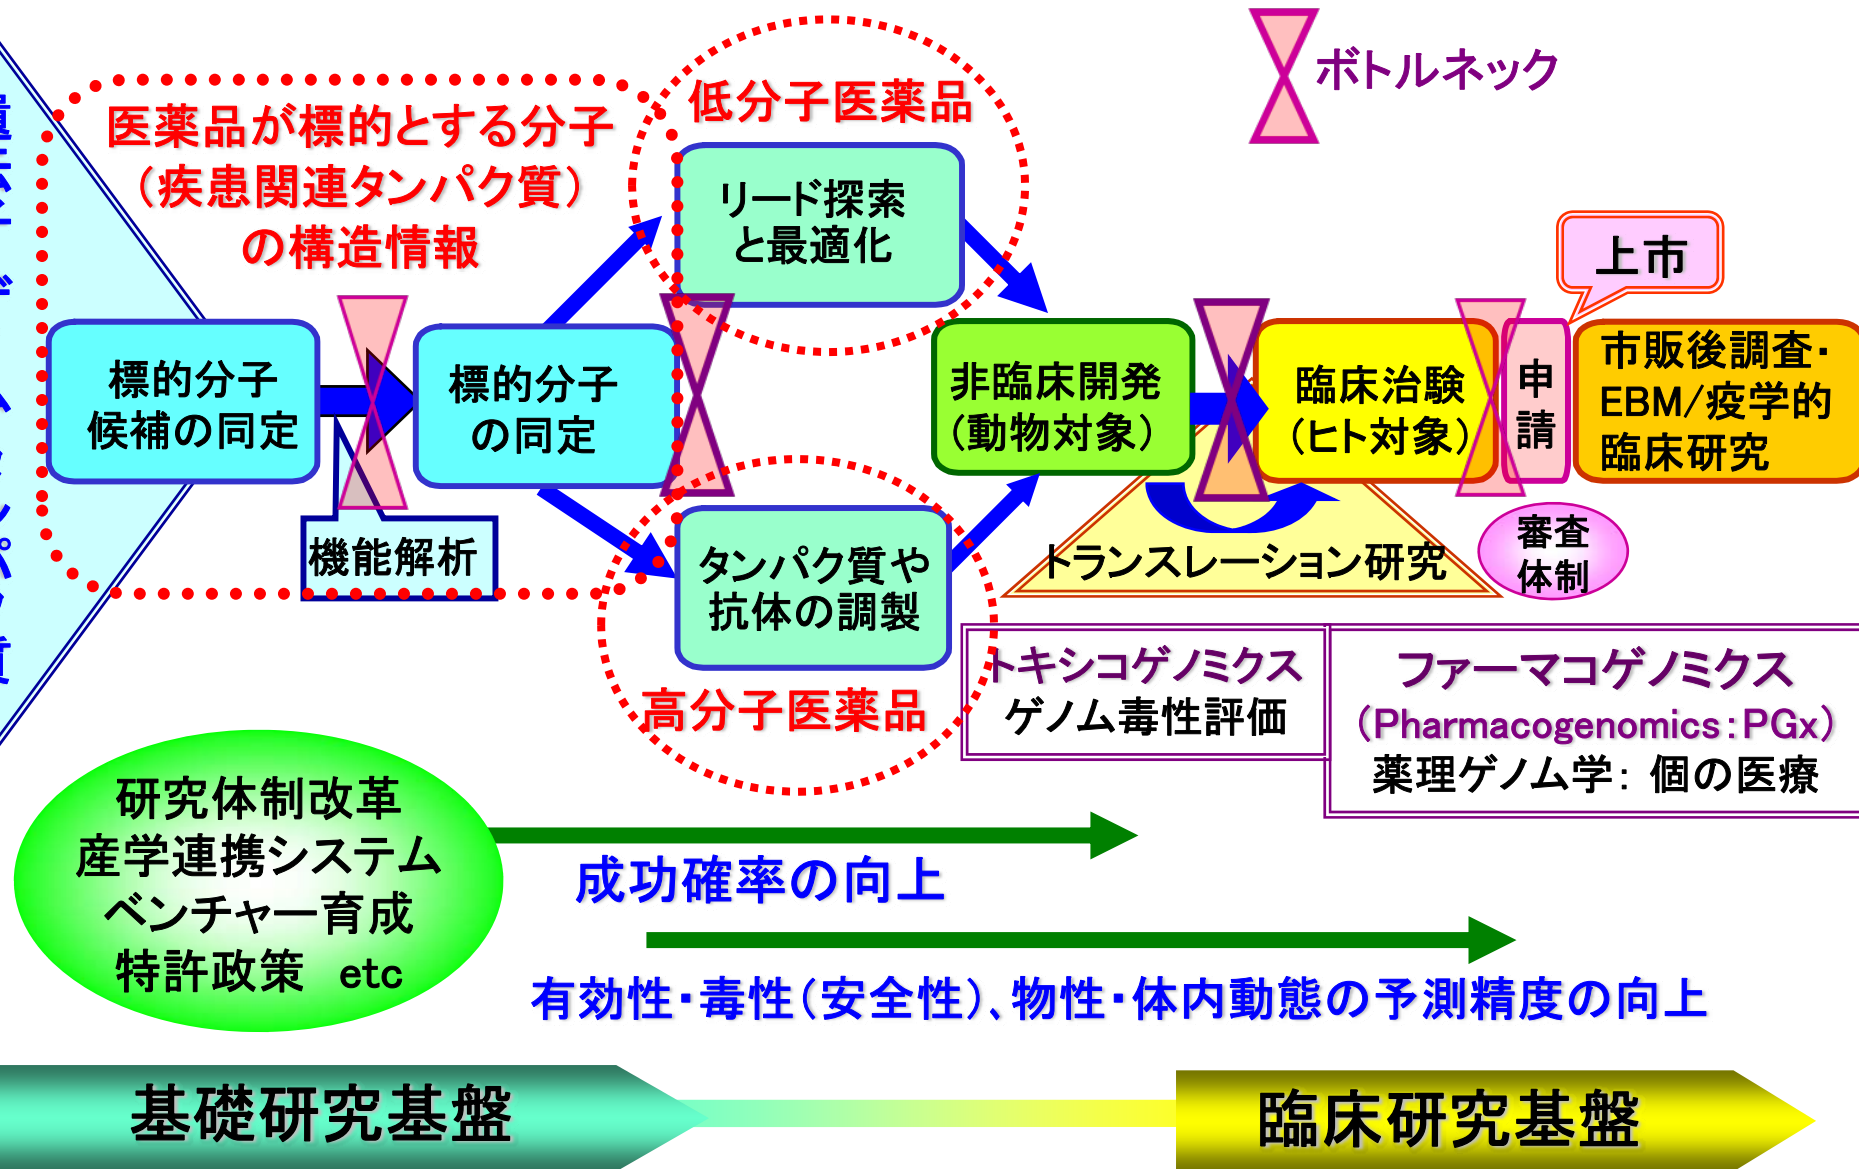 ボトルネック
低分子医薬品
医薬品が標的とする分子
（疾患関連タンパク質）
の構造情報
リード探索
と最適化
上市
標的分子
候補の同定
標的分子
の同定
非臨床開発
（動物対象）
臨床治験
（ヒト対象）
申
請
市販後調査・
EBM/疫学的
臨床研究
機能解析
タンパク質や
抗体の調製
トランスレーション研究
審査
体制
高分子医薬品
トキシコゲノミクス
ゲノム毒性評価
ファーマコゲノミクス
（Pharmacogenomics：PGx）
薬理ゲノム学： 個の医療
研究体制改革
産学連携システム
ベンチャー育成
特許政策　etc
成功確率の向上
有効性・毒性（安全性）、物性・体内動態の予測精度の向上
基礎研究基盤
臨床研究基盤